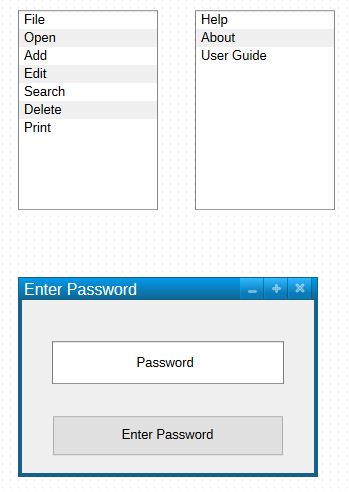 File
Open
Add
Edit
Search
Delete
Print
Help
About
User Guide
Enter Password
Password
Enter Password